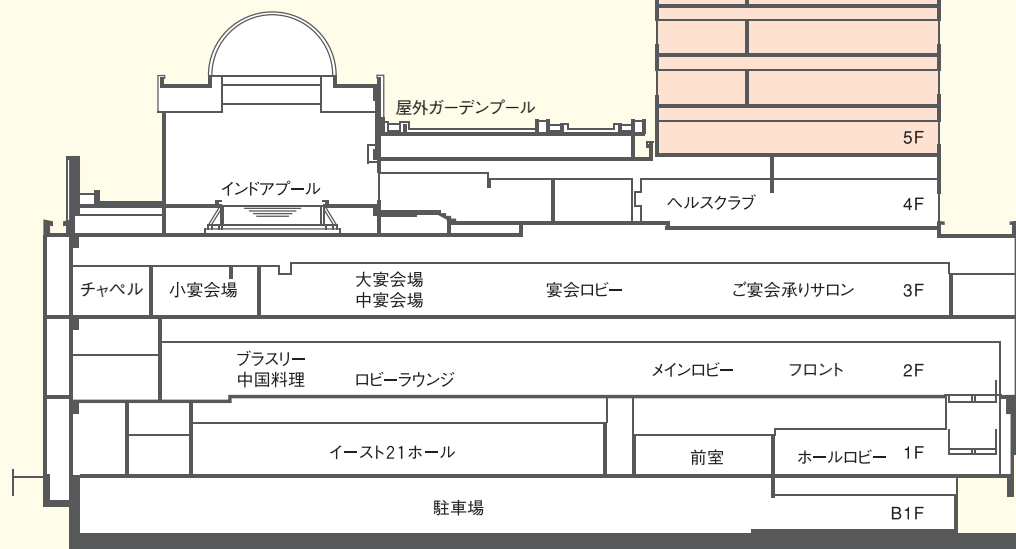 屋外ガーデンプール
5F
インドアプール
ヘルスクラブ
4F
チャペル
小宴会場
大宴会場
中宴会場
宴会ロビー
ご宴会承りサロン
3F
ブラスリー
中国料理
ロビーラウンジ
メインロビー
フロント
2F
イースト21ホール
前室
ホールロビー
1F
駐車場
B1F